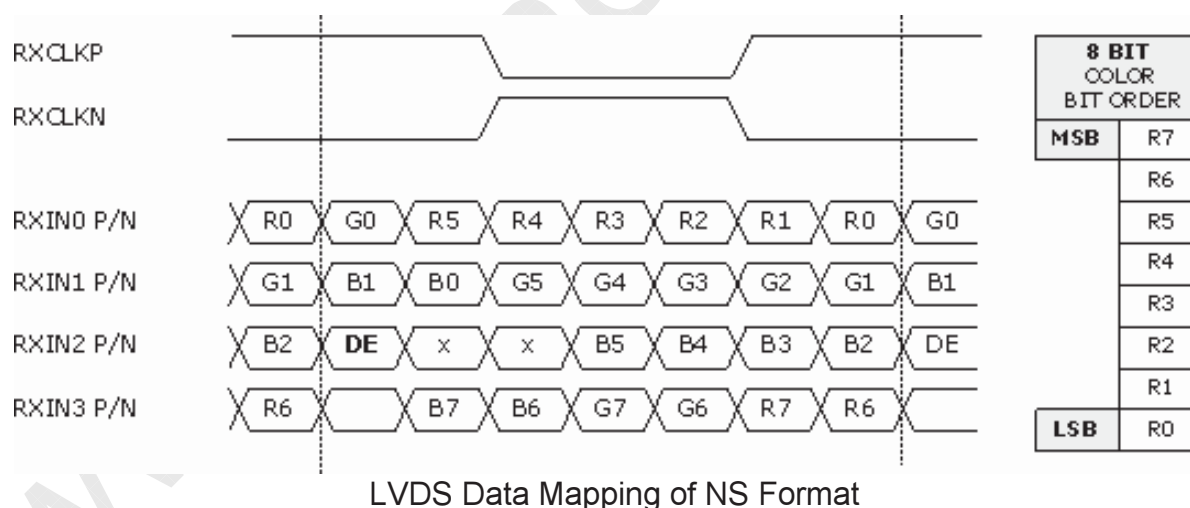 RXCLKP
RXCLKN
RXIN0 P/N R0 G0 R5 R4 R3 R2 R1 R0 G0
RXIN1 P/N G1 B1 B0 G5 G4 G3 G2 G1 B1
RXIN2 P/N B2 DE x x B5 B4 B3 B2 DE
RXIN3 P/N R6 B7 B6 G7 G6 R7 R6
8 BIT
COLOR
BIT ORDER
MSB R7
R6
R5
R4
R3
R2
R1
LSB R0
LVDS Data Mapping of NS Format